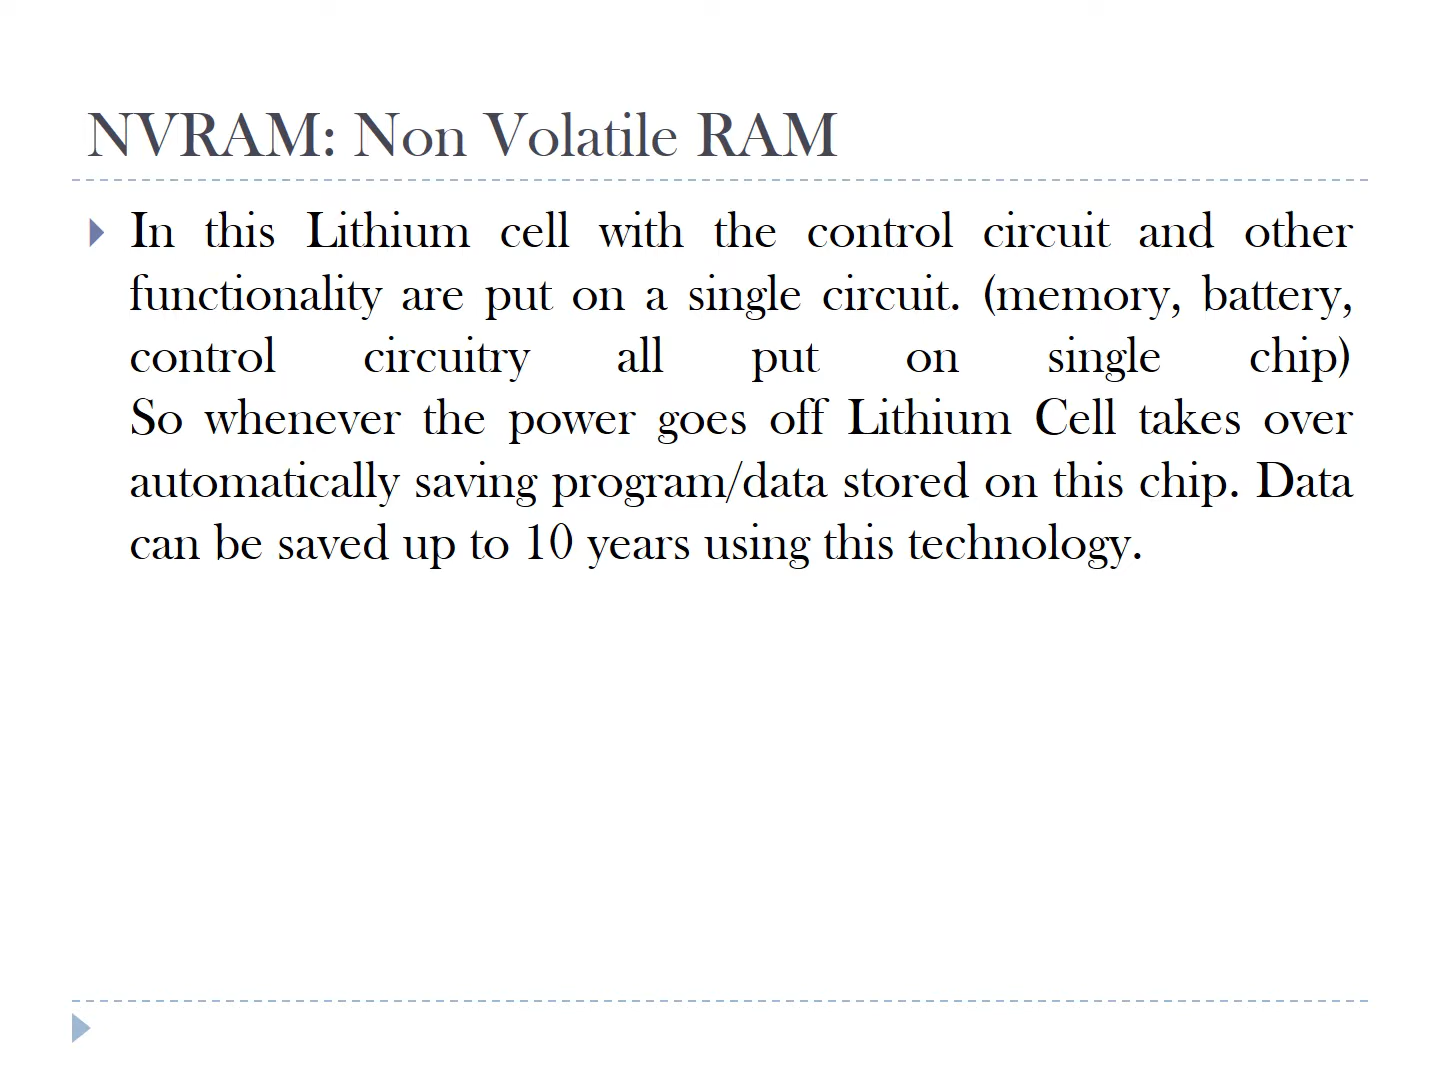 NVRAM: Non Volatile RAM
In this Lithium cell with the control circuit and other
functionality are put on a single circuit. (memory, battery,
control circuitry all put on single chip)
So whenever the power goes off Lithium Cell takes over
automatically saving program/data stored on this chip. Data
can be saved up to 10 years using this technology.